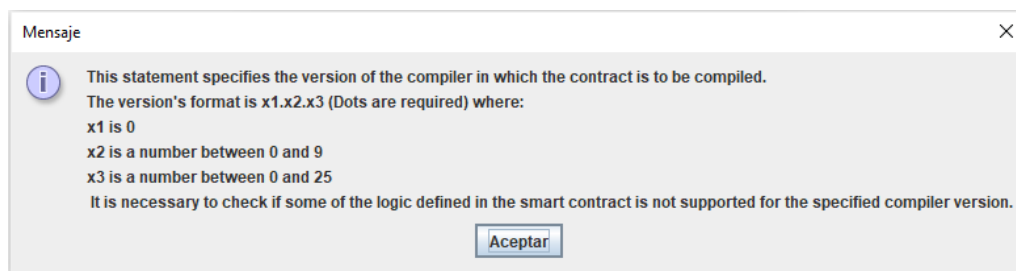 Mensaje
This statement specifies the version of the compiler in which the contract is to be compiled.
The version's format is x1.x2.x3 (Dots are required) where:
x1 is 0
x2 is a number between 0 and 9
x3 is a number between 0 and 25
It is necessary to check if some of the logic defined in the smart contract is not supported for the specified compiler version.
Aceptar